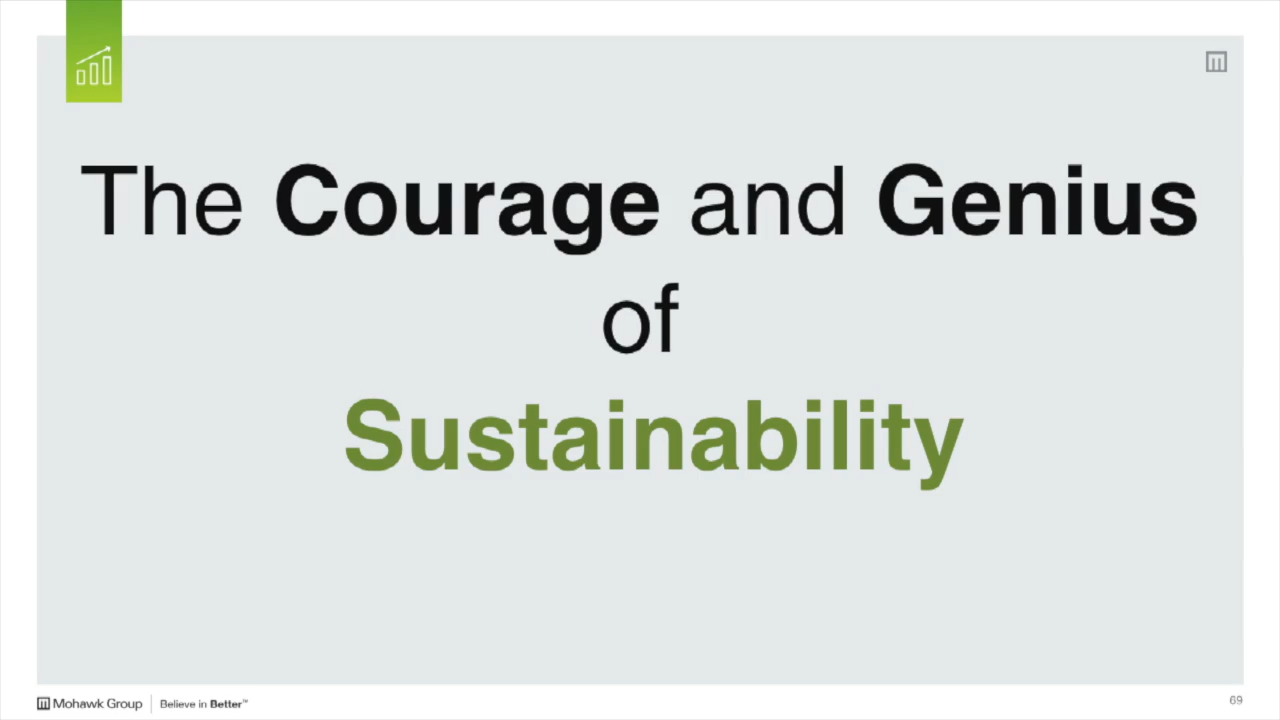 The Courage and Genius
of
Sustainability
Mohawk Group | Believe in Better™
69